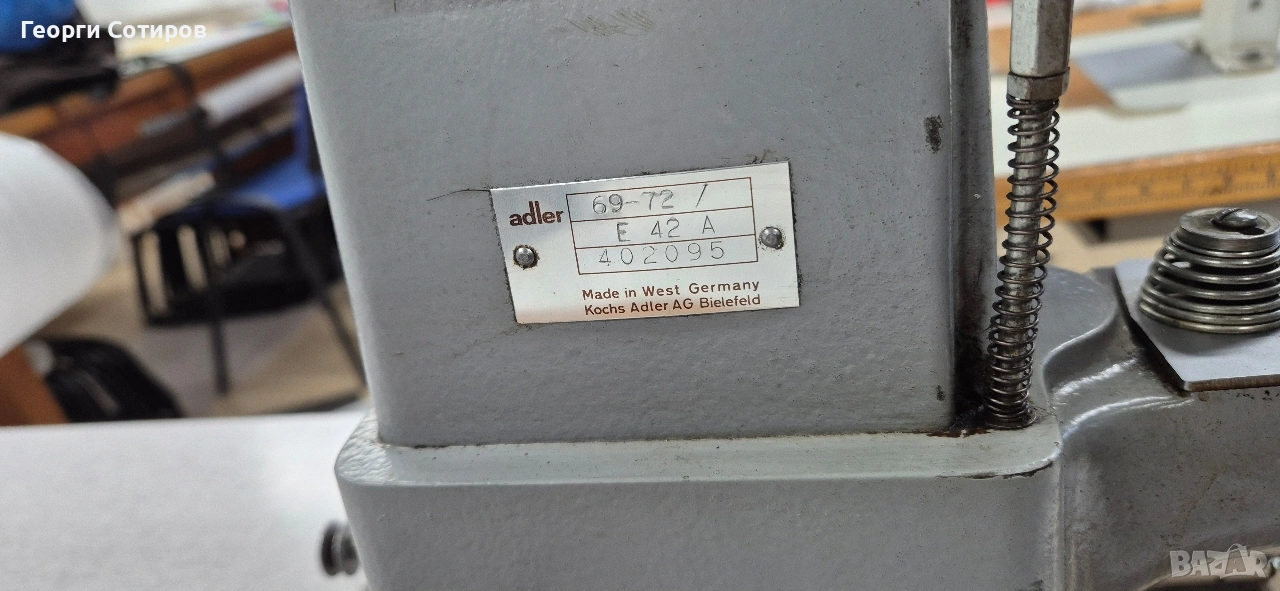 Георги Сотиров
adler
69-72 /
E 42 A
402095
Made in West Germany
Kochs Adler AG Bielefeld
BAZAR